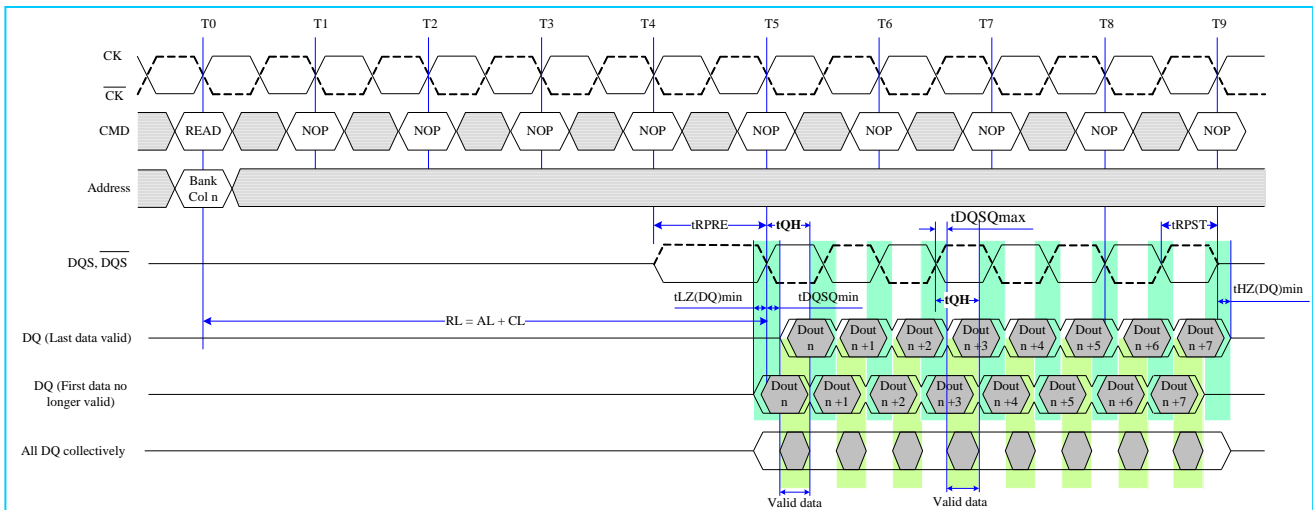 T0 T1 T2 T3 T4 T5 T6 T7 T8 T9
CK
CK
CMD READ NOP NOP NOP NOP NOP NOP NOP NOP NOP
Address Bank
Col n
tRPRE tQH tDQSQmax tRPST
DQS, DQS
tLZ(DQ)min tDQSQmin tQH tHZ(DQ)min
RL = AL + CL
DQ (Last data valid) Dout Dout Dout Dout Dout Dout Dout Dout
n n +1 n +2 n +3 n +4 n +5 n +6 n +7
DQ (First data no
longer valid)
Dout Dout Dout Dout Dout Dout Dout Dout
n n +1 n +2 n +3 n +4 n +5 n +6 n +7
All DQ collectively
Valid data Valid data